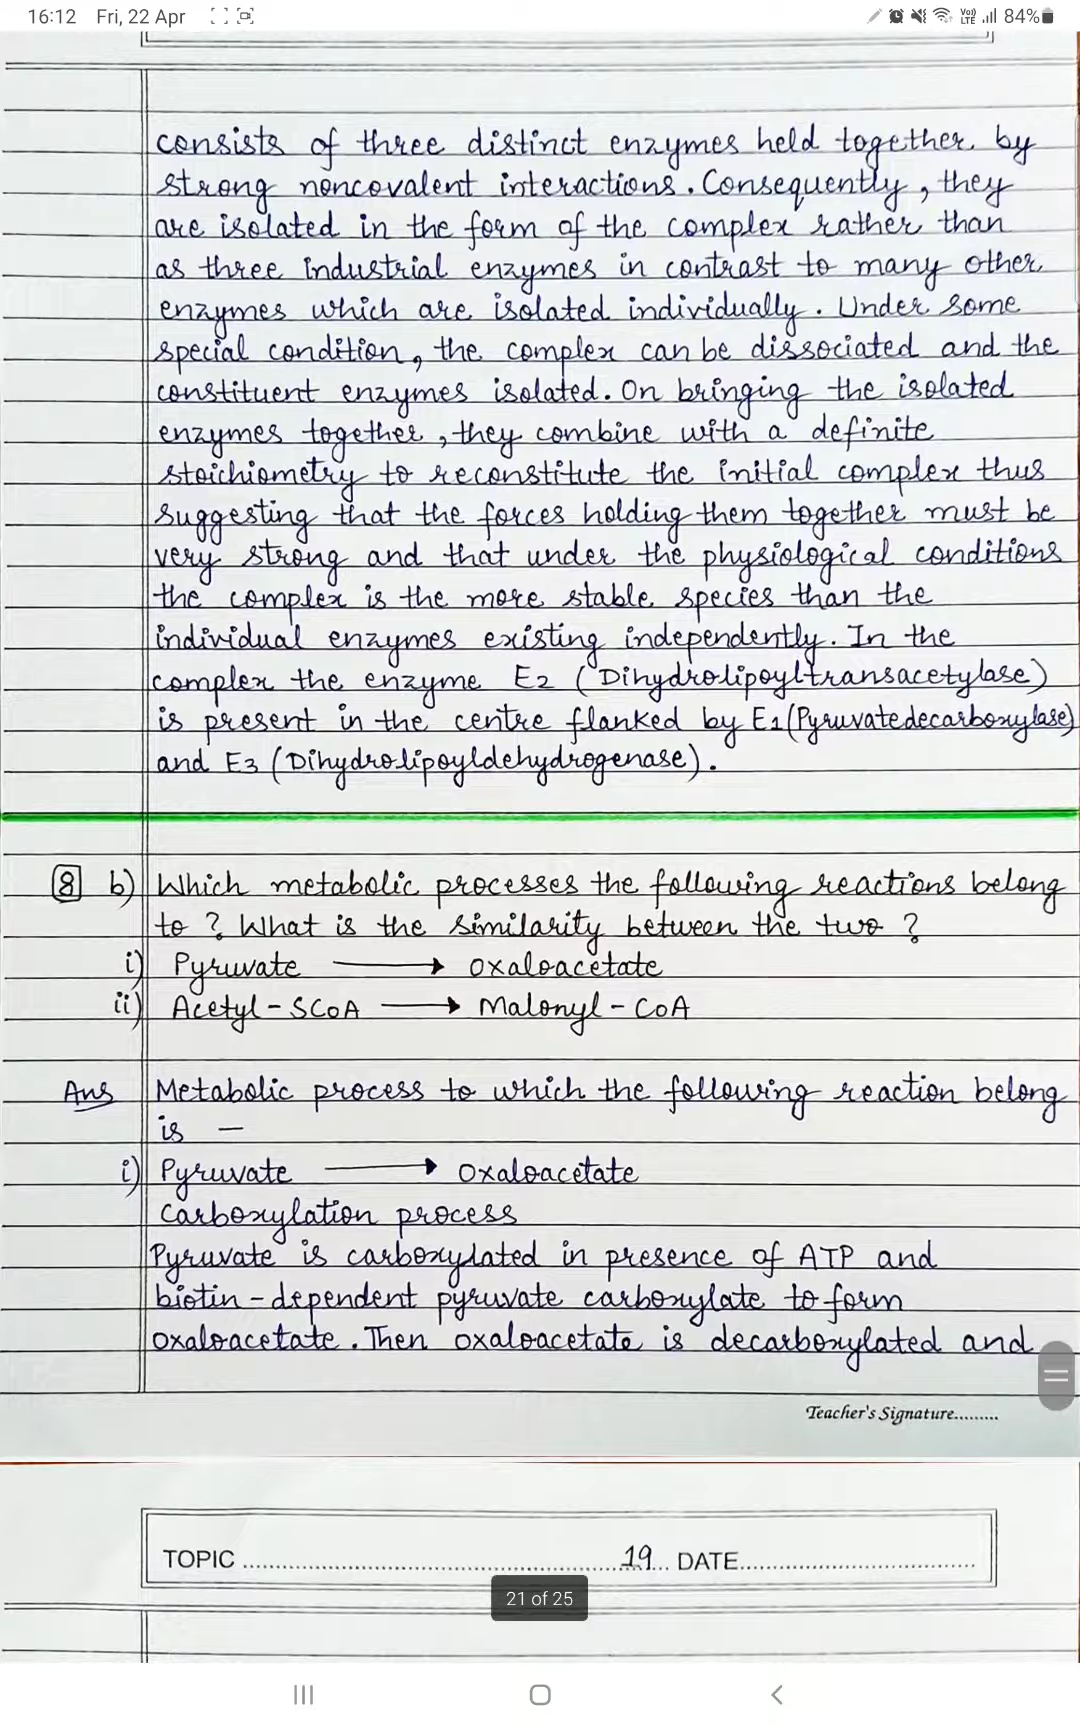 16:12 Fri, 22 Apr 84%
consists of three distinct enzymes held together by
strong noncovalent interactions. Consequently, they
are isolated in the form of the complex rather than
as three industrial enzymes in contrast to many other
enzymes which are isolated individually. Under some
special condition, the complex can be dissociated and the
constituent enzymes isolated. On bringing the isolated
enzymes together, they combine with a definite
stoichiometry to reconstitute the initial complex thus
suggesting that the forces holding them together must be
very strong and that under the physiological conditions
the complex is the more stable species than the
individual enzymes existing independently. In the
complex the enzyme E2 (Dihydrolipoyltransacetylase)
is present in the centre flanked by E1 (Pyruvatedecarboxylase)
and E3 (Dihydrolipoyldehydrogenase).
8 b) Which metabolic processes the following reactions belong
to ? What is the similarity between the two ?
i) Pyruvate ⟶ oxaloacetate
ii) Acetyl-SCoA ⟶ Malonyl-CoA
Ans Metabolic process to which the following reaction belong
is –
i) Pyruvate ⟶ oxaloacetate
Carboxylation process
Pyruvate is carboxylated in presence of ATP and
biotin-dependent pyruvate carboxylate to form
oxaloacetate. Then oxaloacetate is decarboxylated and
Teacher's Signature.........
TOPIC ......................................................19... DATE...................................
21 of 25